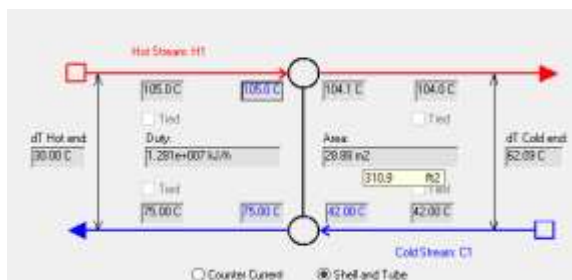 Hot Stream: H1
105.0 C 105.0 C 104.1 C 104.0 C
Tied Tied
dT Hot end: Duty: Area: dT Cold end:
30.00 C 1.281e+007 kJ/h 28.88 m2 62.09 C
310.9 ft2
Tied Tied
75.00 C 75.00 C 42.00 C 42.00 C
Cold Stream: C1
Counter Current Shell and Tube